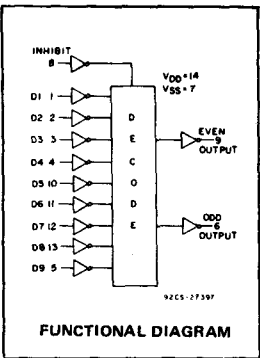 INHIBIT
8
VDD = 14
VSS = 7
D1 1
D2 2
D3 3
D4 4
D5 10
D6 11
D7 12
D8 13
D9 5
D
E
C
O
D
E
EVEN
9
OUTPUT
ODD
6
OUTPUT
92CS-27397
FUNCTIONAL DIAGRAM